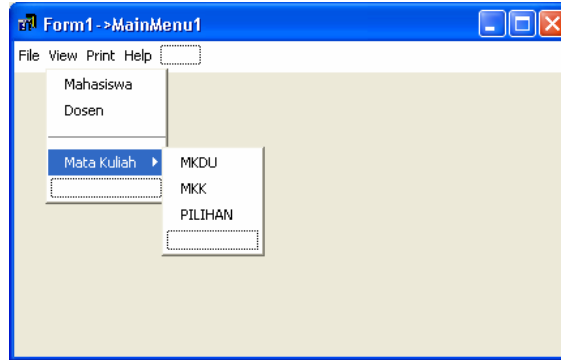 Form1->MainMenu1
File View Print Help
Mahasiswa
Dosen
Mata Kuliah
MKDU
MKK
PILIHAN